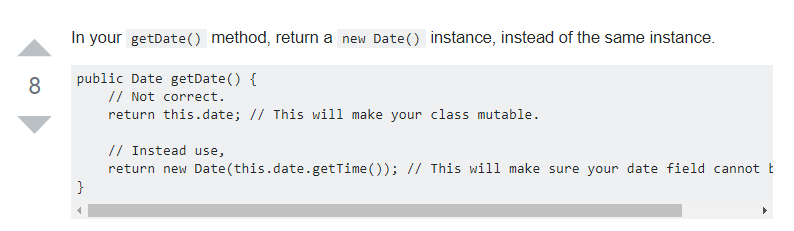 In your getDate() method, return a new Date() instance, instead of the same instance.
8
public Date getDate() {
    // Not correct.
    return this.date; // This will make your class mutable.

    // Instead use,
    return new Date(this.date.getTime()); // This will make sure your date field cannot
}